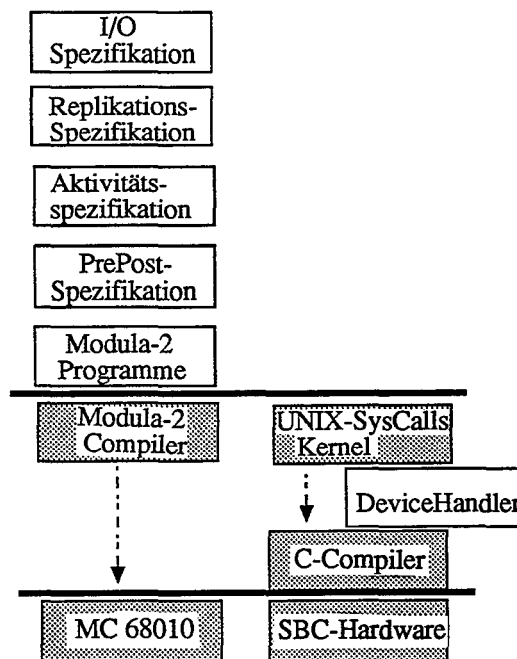 I/O
Spezifikation
Replikations-
Spezifikation
Aktivitäts-
spezifikation
PrePost-
Spezifikation
Modula-2
Programme
Modula-2
Compiler
UNIX-SysCalls
Kernel
DeviceHandler
C-Compiler
MC 68010
SBC-Hardware